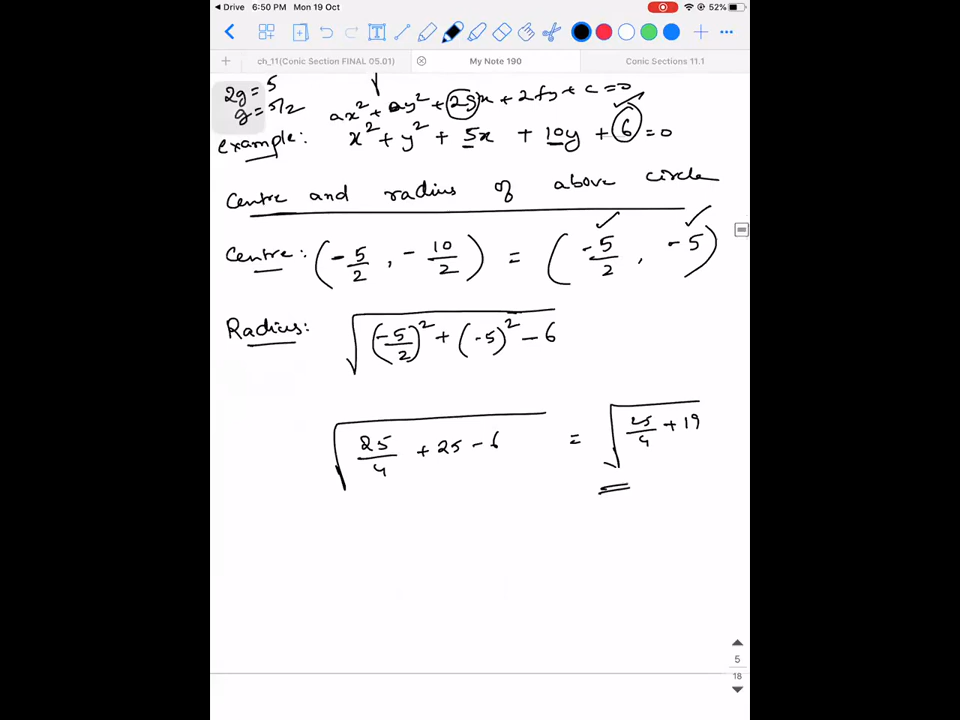 Drive 6:50 PM Mon 19 Oct 52%
ch_11(Conic Section FINAL 05.01) My Note 190 Conic Sections 11.1
2g = 5
g = 5/2
ax² + ay² + 2gx + 2fy + c = 0
example: x² + y² + 5x + 10y + 6 = 0
Centre and radius of above circle
Centre: (-5/2, -10/2) = (-5/2, -5)
Radius: √((-5/2)² + (-5)² - 6)
√(25/4 + 25 - 6) = √(25/4 + 19)
5
18